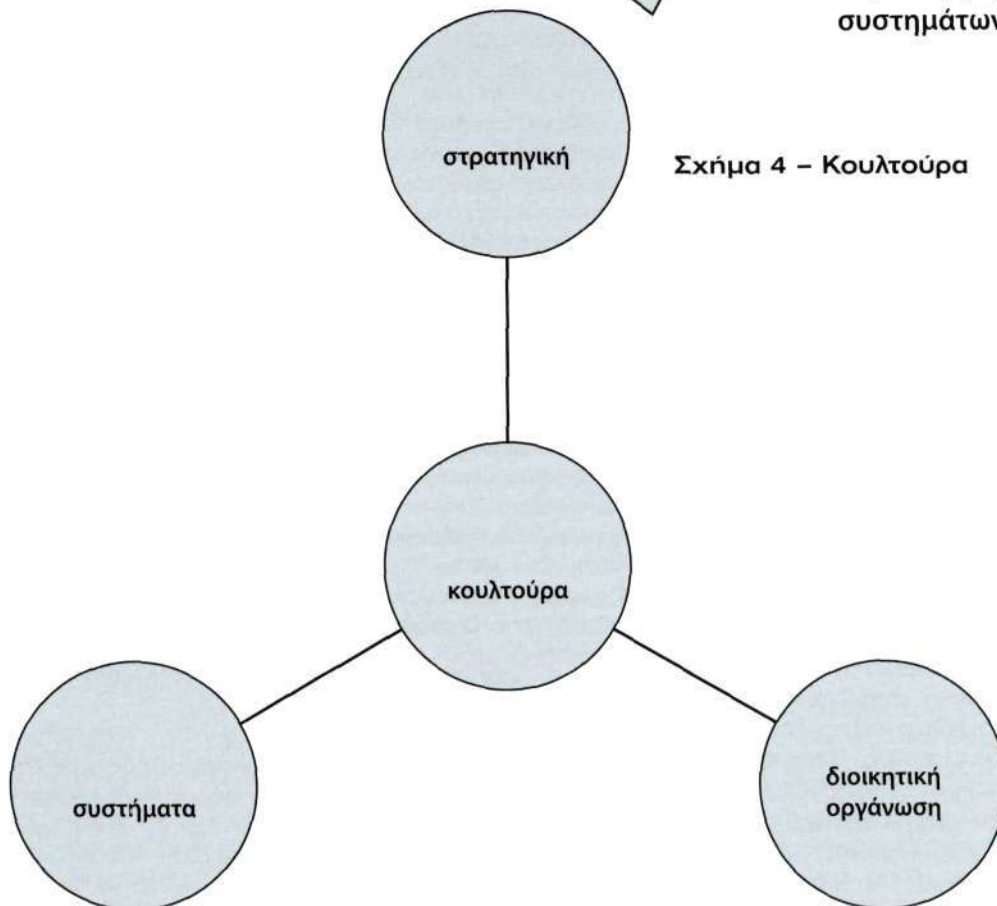 συστημάτων
στρατηγική
Σχήμα 4 – Κουλτούρα
κουλτούρα
συστήματα
διοικητική
οργάνωση